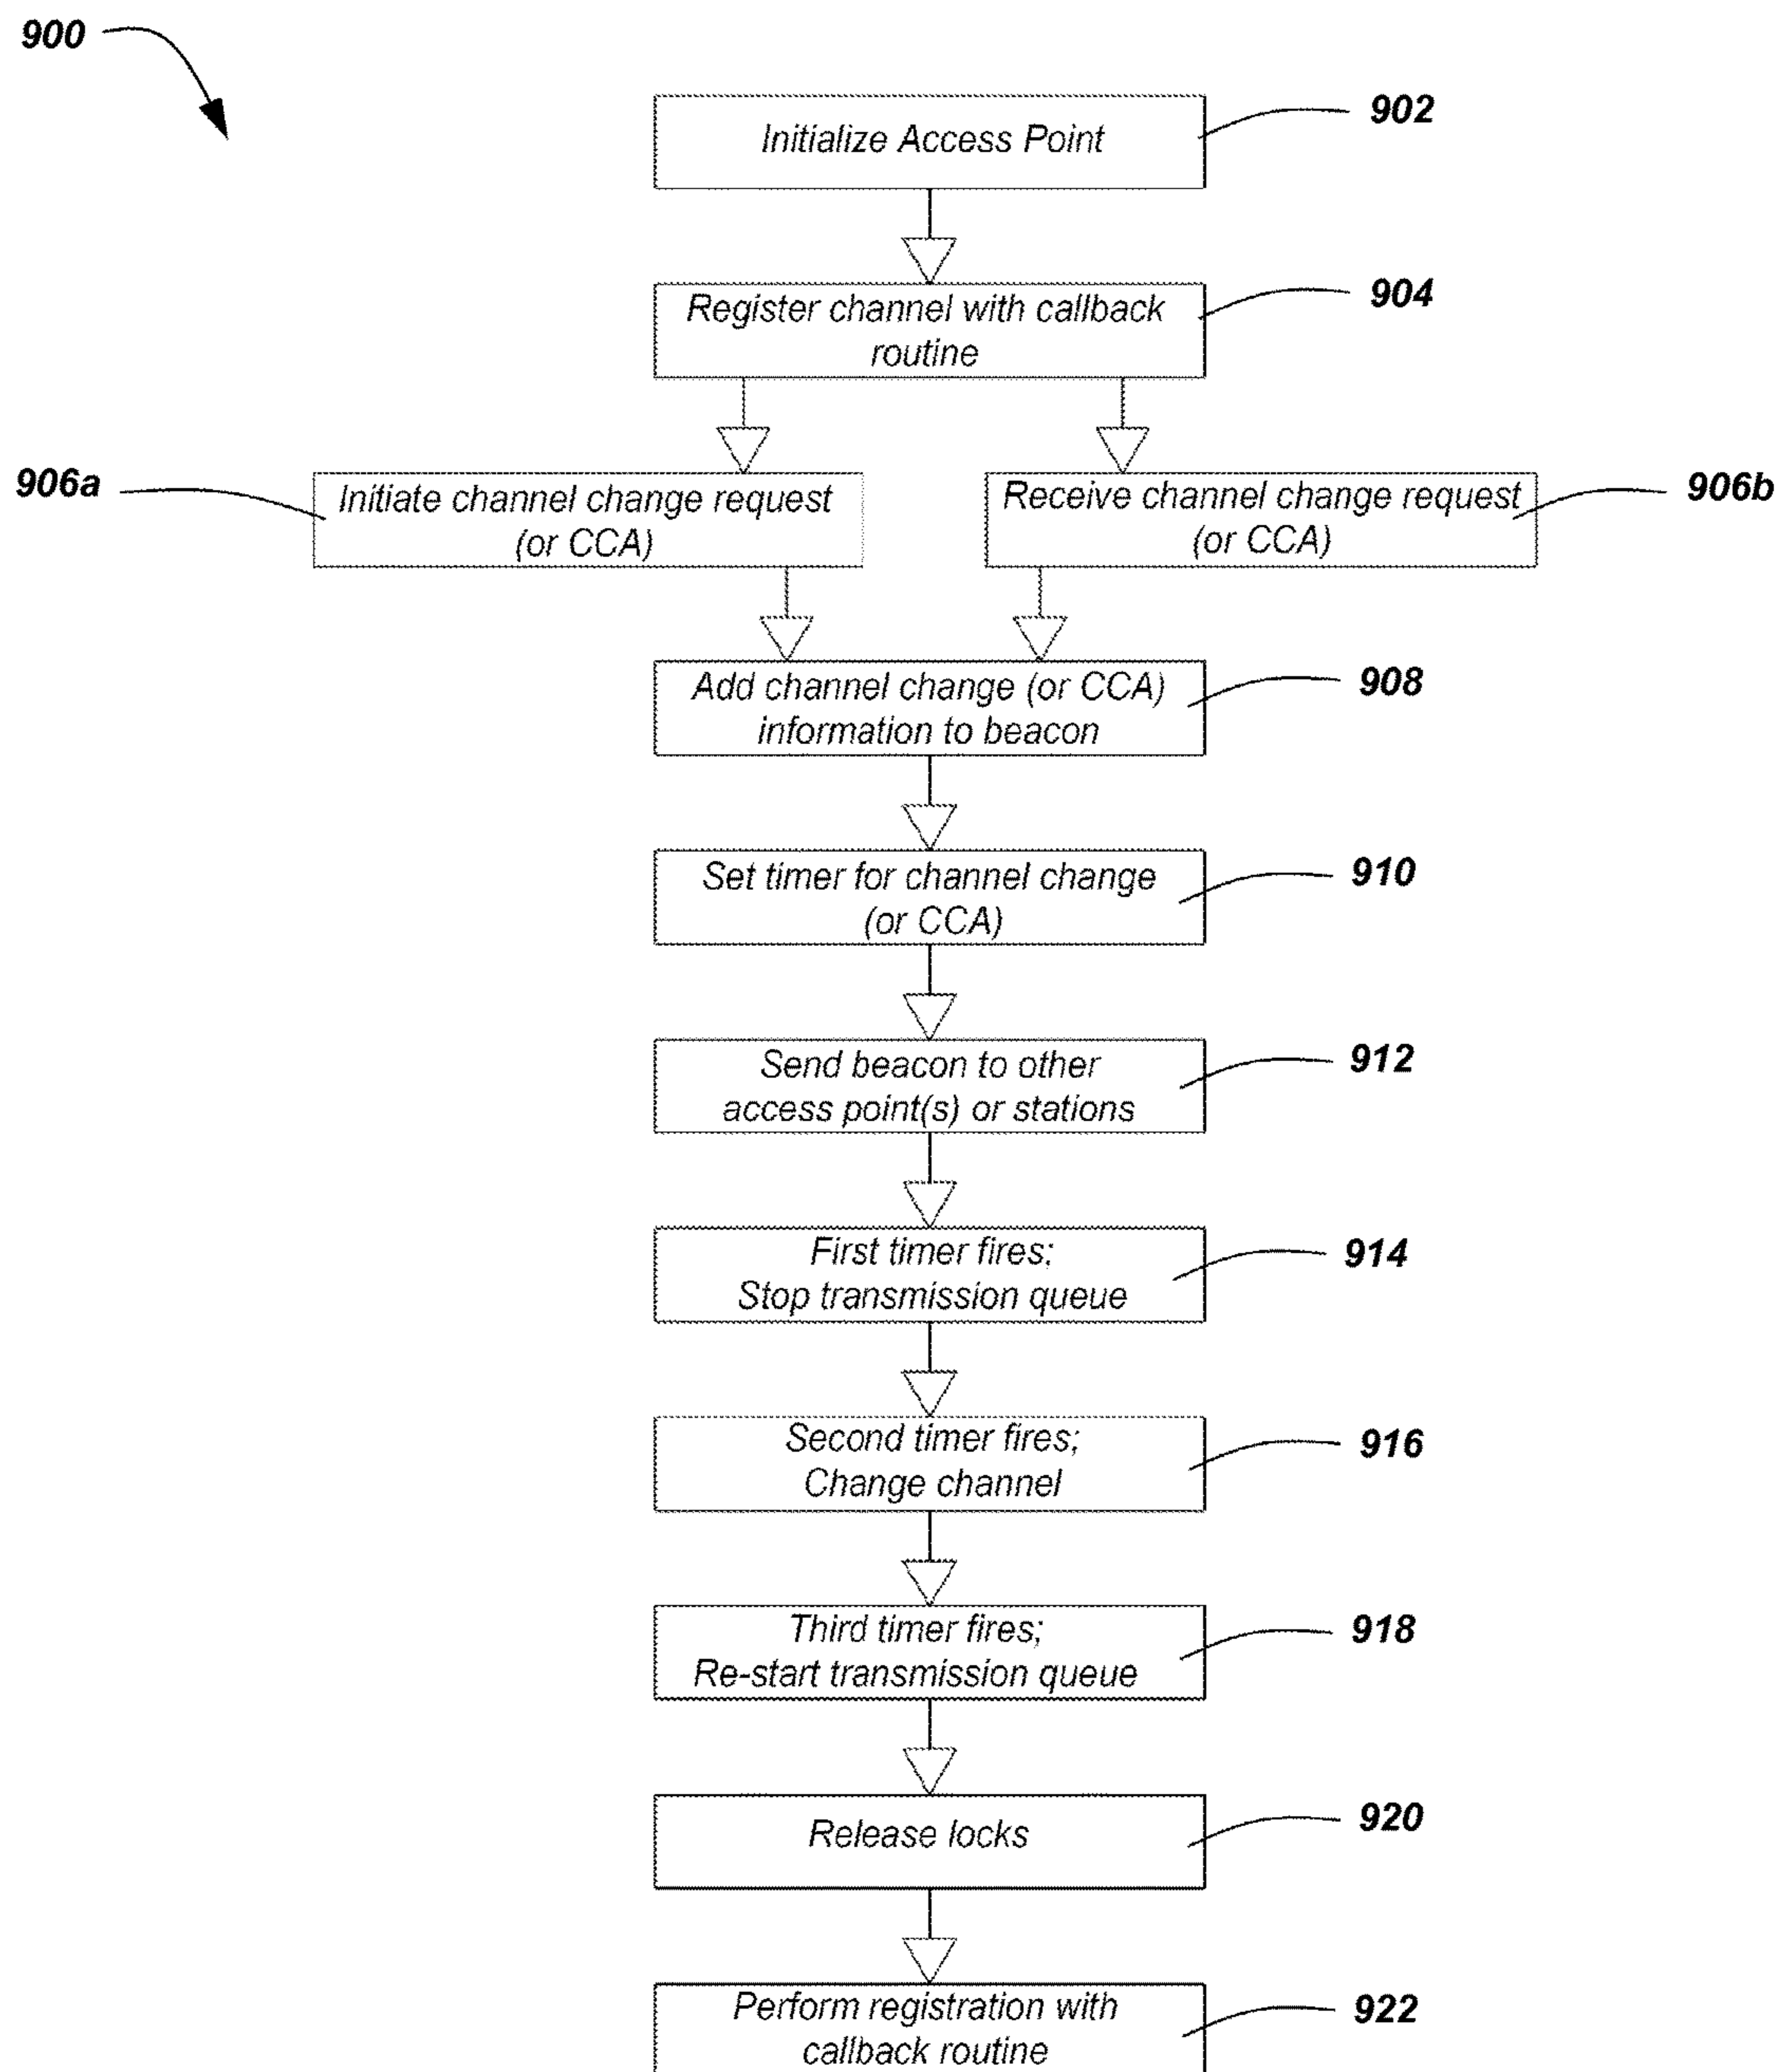 900
Initialize Access Point
902
Register channel with callback
routine
904
906a
Initiate channel change request
(or CCA)
Receive channel change request
(or CCA)
906b
Add channel change (or CCA)
information to beacon
908
Set timer for channel change
(or CCA)
910
Send beacon to other
access point(s) or stations
912
First timer fires;
Stop transmission queue
914
Second timer fires;
Change channel
916
Third timer fires;
Re-start transmission queue
918
Release locks
920
Perform registration with
callback routine
922